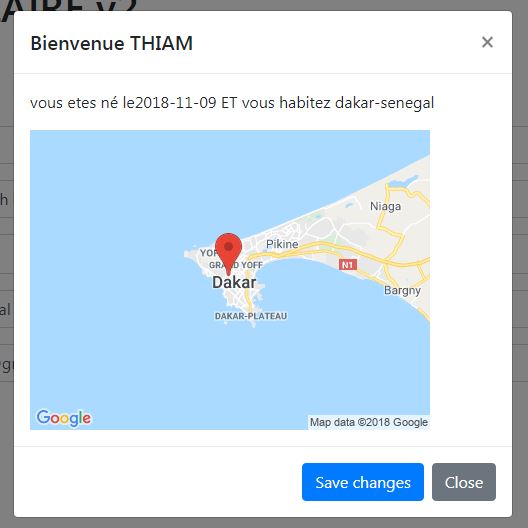 AIRE v2
Bienvenue THIAM ×
vous etes né le2018-11-09 ET vous habitez dakar-senegal
Niaga
Pikine
GRAND YOFF
N1
Dakar
Bargny
DAKAR-PLATEAU
Google
Map data ©2018 Google
Save changes Close